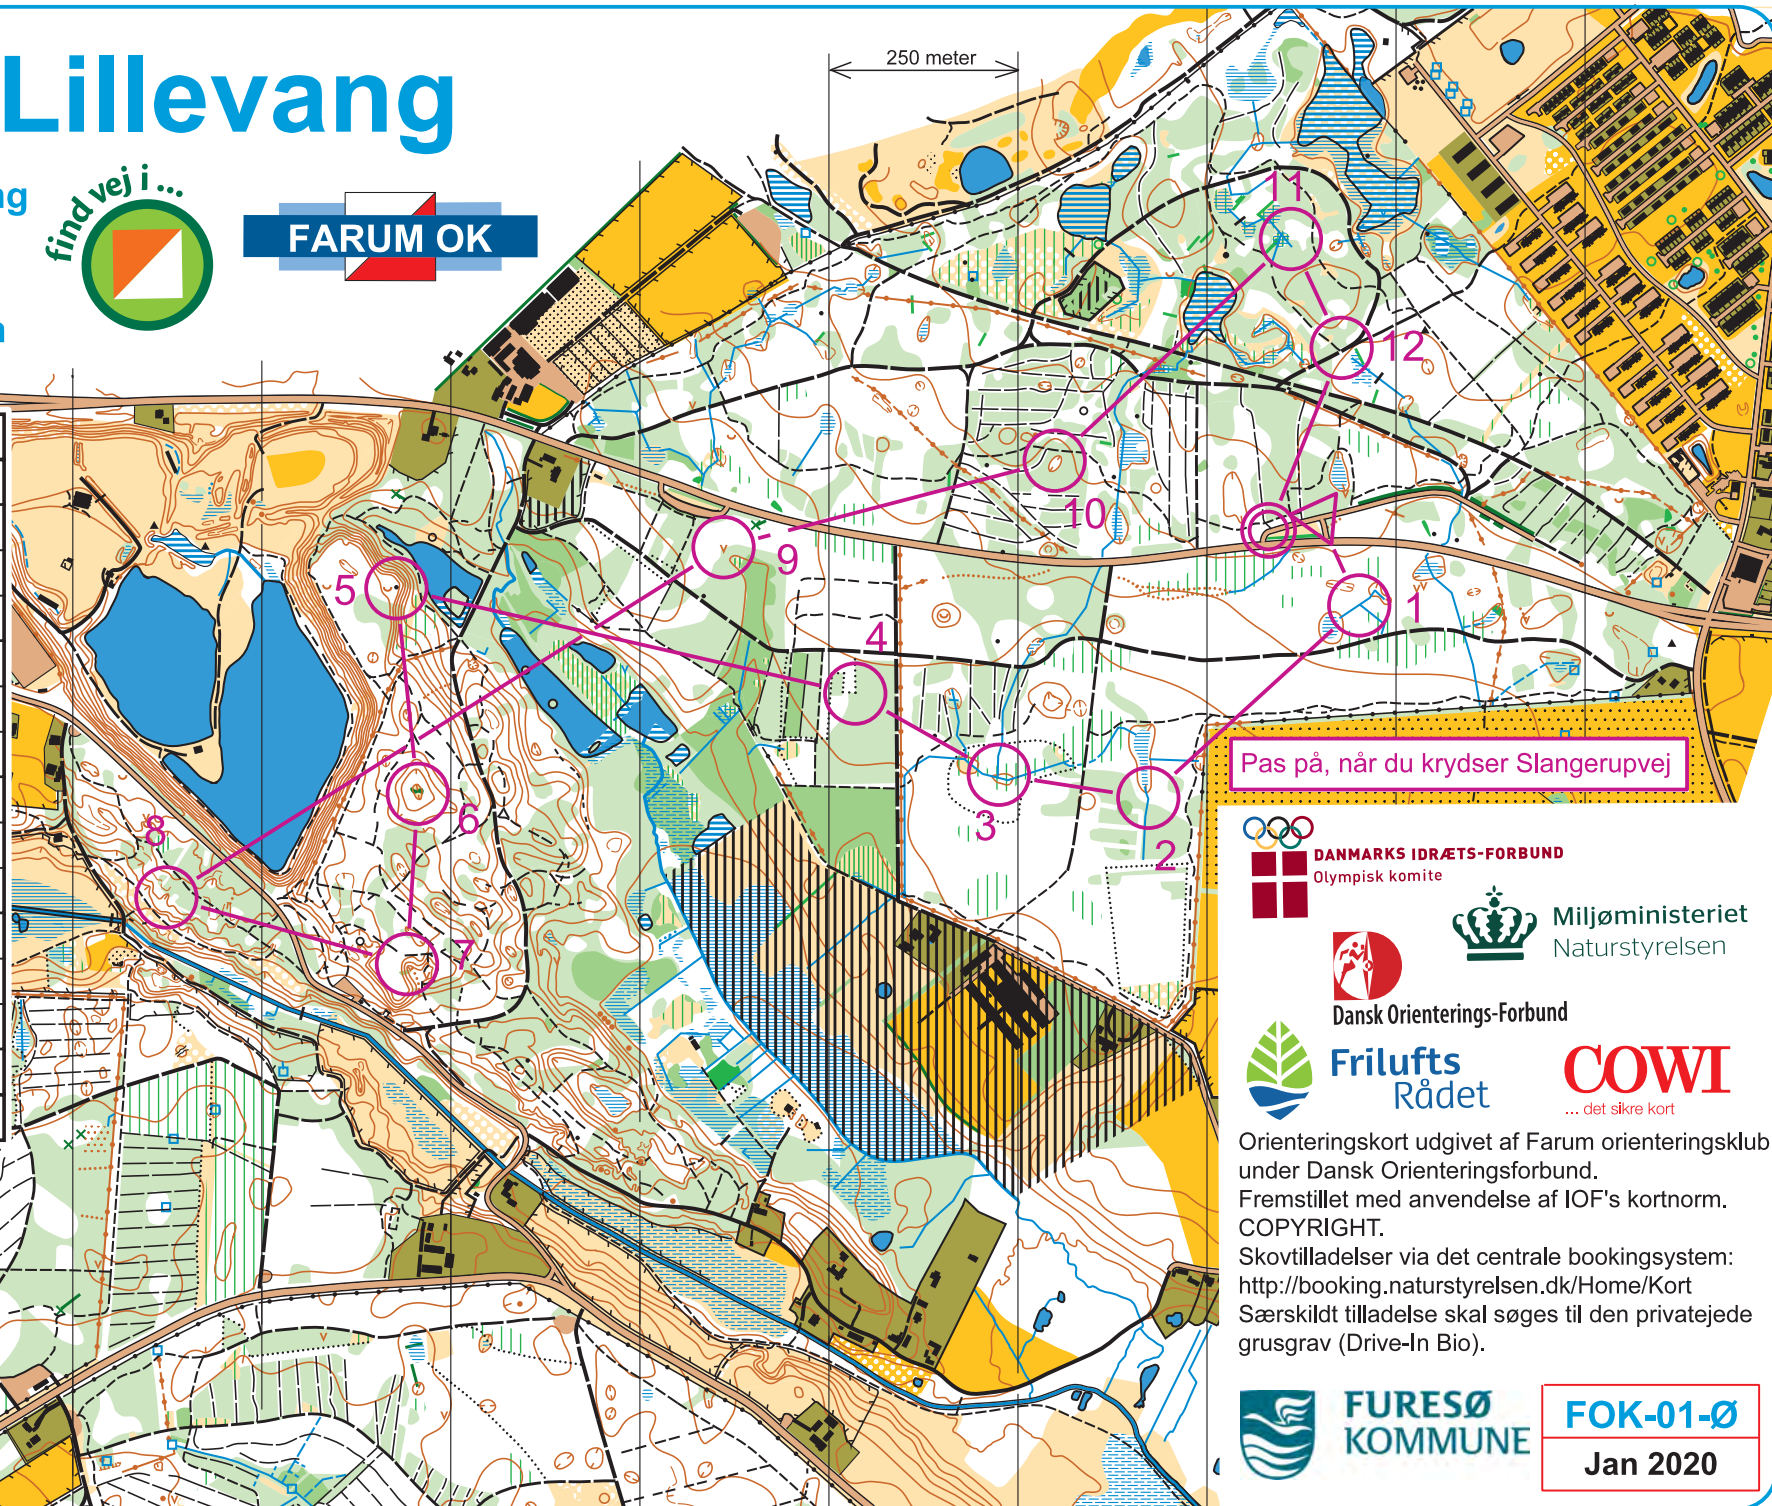 Lillevang
250 meter
ng
find vej i ...
FARUM OK
n
11
12
10
9
5
1
4
6
3
2
8
7
Pas på, når du krydser Slangerupvej
DANMARKS IDRÆTS-FORBUND
Olympisk komite
Miljøministeriet
Naturstyrelsen
Dansk Orienterings-Forbund
Frilufts
Rådet
COWI
... det sikre kort
Orienteringskort udgivet af Farum orienteringsklub
under Dansk Orienteringsforbund.
Fremstillet med anvendelse af IOF's kortnorm.
COPYRIGHT.
Skovtilladelser via det centrale bookingsystem:
http://booking.naturstyrelsen.dk/Home/Kort
Særskildt tilladelse skal søges til den privatejede
grusgrav (Drive-In Bio).
FURESØ
KOMMUNE
FOK-01-Ø
Jan 2020